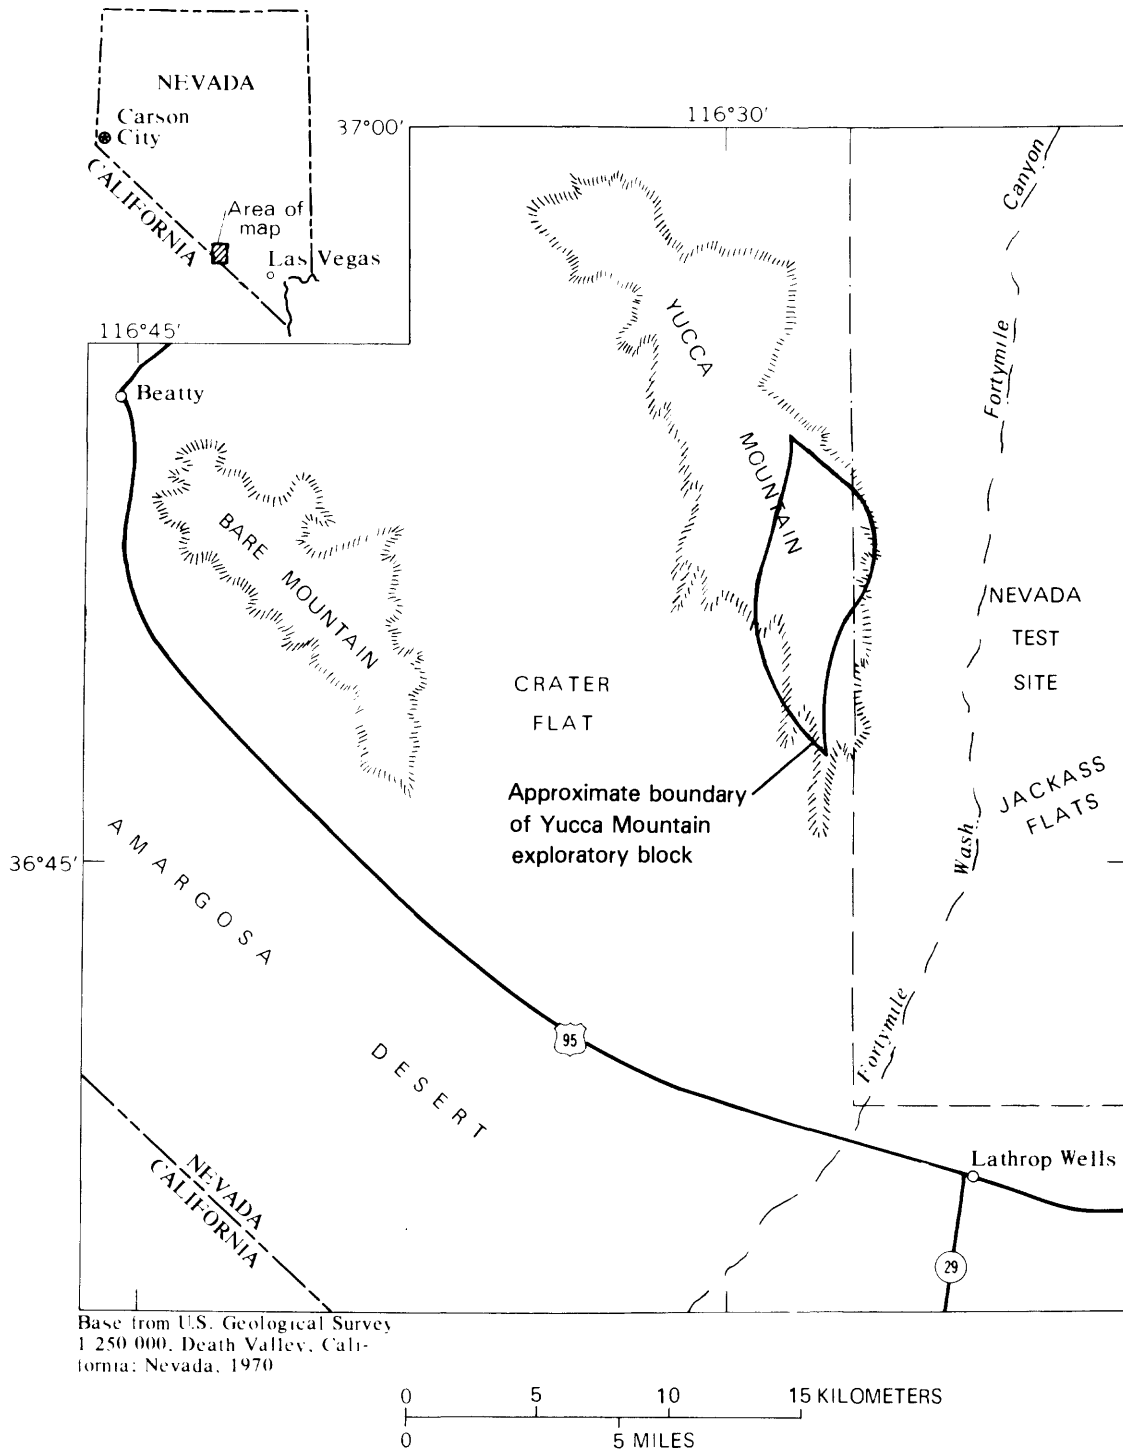 NEVADA
Carson
City
CALIFORNIA
Area of
map
Las Vegas
116°30′
37°00′
Canyon
116°45′
Beatty
YUCCA
MOUNTAIN
Fortymile
BARE
MOUNTAIN
NEVADA
TEST
SITE
CRATER
FLAT
JACKASS
FLATS
Approximate boundary
of Yucca Mountain
exploratory block
Wash
36°45′
AMARGOSA
DESERT
95
Fortymile
NEVADA
CALIFORNIA
Lathrop Wells
29
Base from U.S. Geological Survey
1 250 000, Death Valley, Cali-
fornia: Nevada, 1970
0 5 10 15 KILOMETERS
0 5 MILES